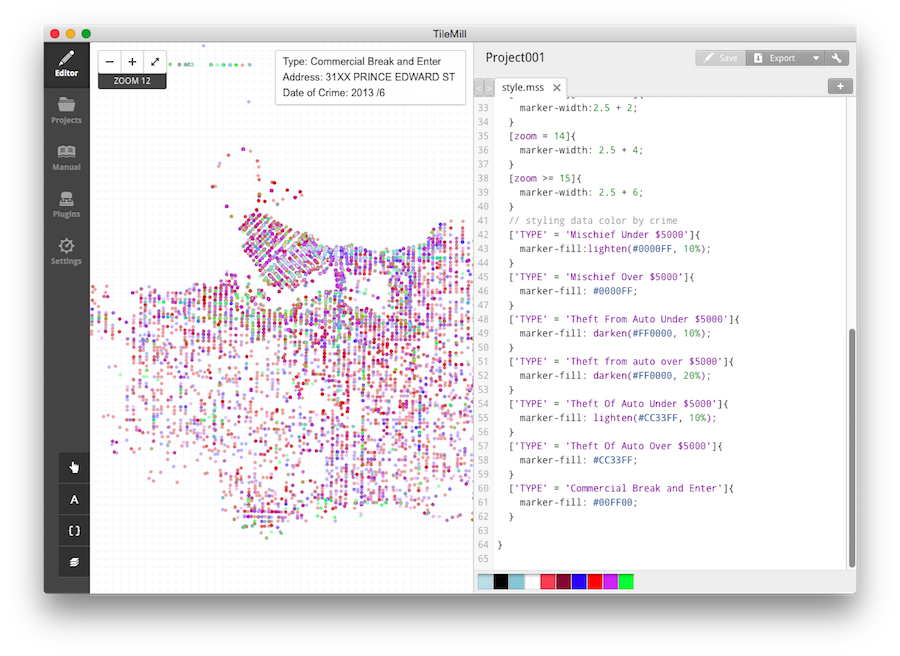 TileMill
Editor
Projects
Manual
Plugins
Settings
A
[ ]
− + 
ZOOM 12
Type: Commercial Break and Enter
Address: 31XX PRINCE EDWARD ST
Date of Crime: 2013 /6
Project001
Save
Export
< >
style.mss ×
+
33 marker-width:2.5 + 2;
34 }
35 [zoom = 14]{
36 marker-width: 2.5 + 4;
37 }
38 [zoom >= 15]{
39 marker-width: 2.5 + 6;
40 }
41 // styling data color by crime
42 ['TYPE' = 'Mischief Under $5000']{
43 marker-fill:lighten(#0000FF, 10%);
44 }
45 ['TYPE' = 'Mischief Over $5000']{
46 marker-fill: #0000FF;
47 }
48 ['TYPE' = 'Theft From Auto Under $5000']{
49 marker-fill: darken(#FF0000, 10%);
50 }
51 ['TYPE' = 'Theft from auto over $5000']{
52 marker-fill: darken(#FF0000, 20%);
53 }
54 ['TYPE' = 'Theft Of Auto Under $5000']{
55 marker-fill: lighten(#CC33FF, 10%);
56 }
57 ['TYPE' = 'Theft Of Auto Over $5000']{
58 marker-fill: #CC33FF;
59 }
60 ['TYPE' = 'Commercial Break and Enter']{
61 marker-fill: #00FF00;
62 }
63
64 }
65